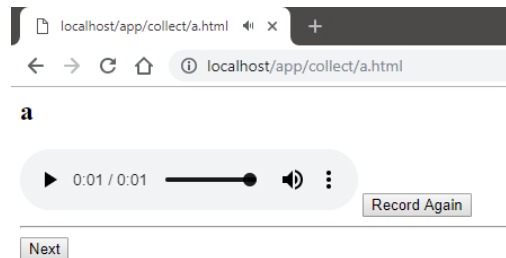 localhost/app/collect/a.html
localhost/app/collect/a.html
a
0:01 / 0:01
Record Again
Next